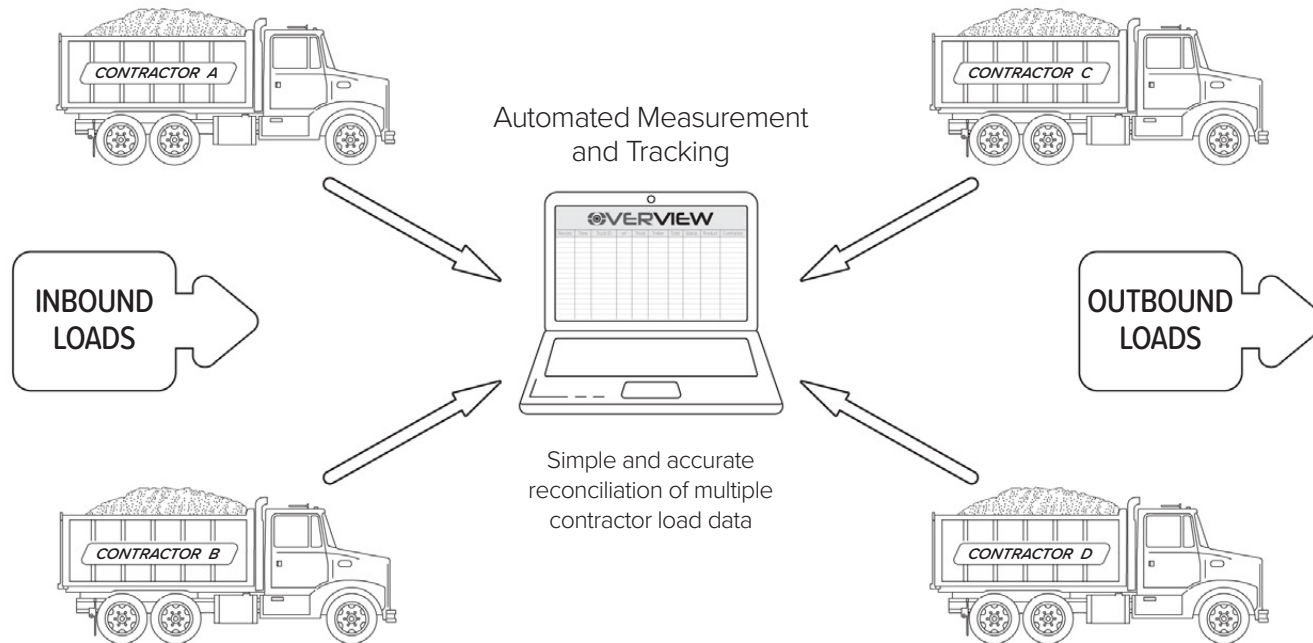 CONTRACTOR A
CONTRACTOR C
Automated Measurement
and Tracking
OVERVIEW
INBOUND
LOADS
OUTBOUND
LOADS
Simple and accurate
reconciliation of multiple
contractor load data
CONTRACTOR B
CONTRACTOR D